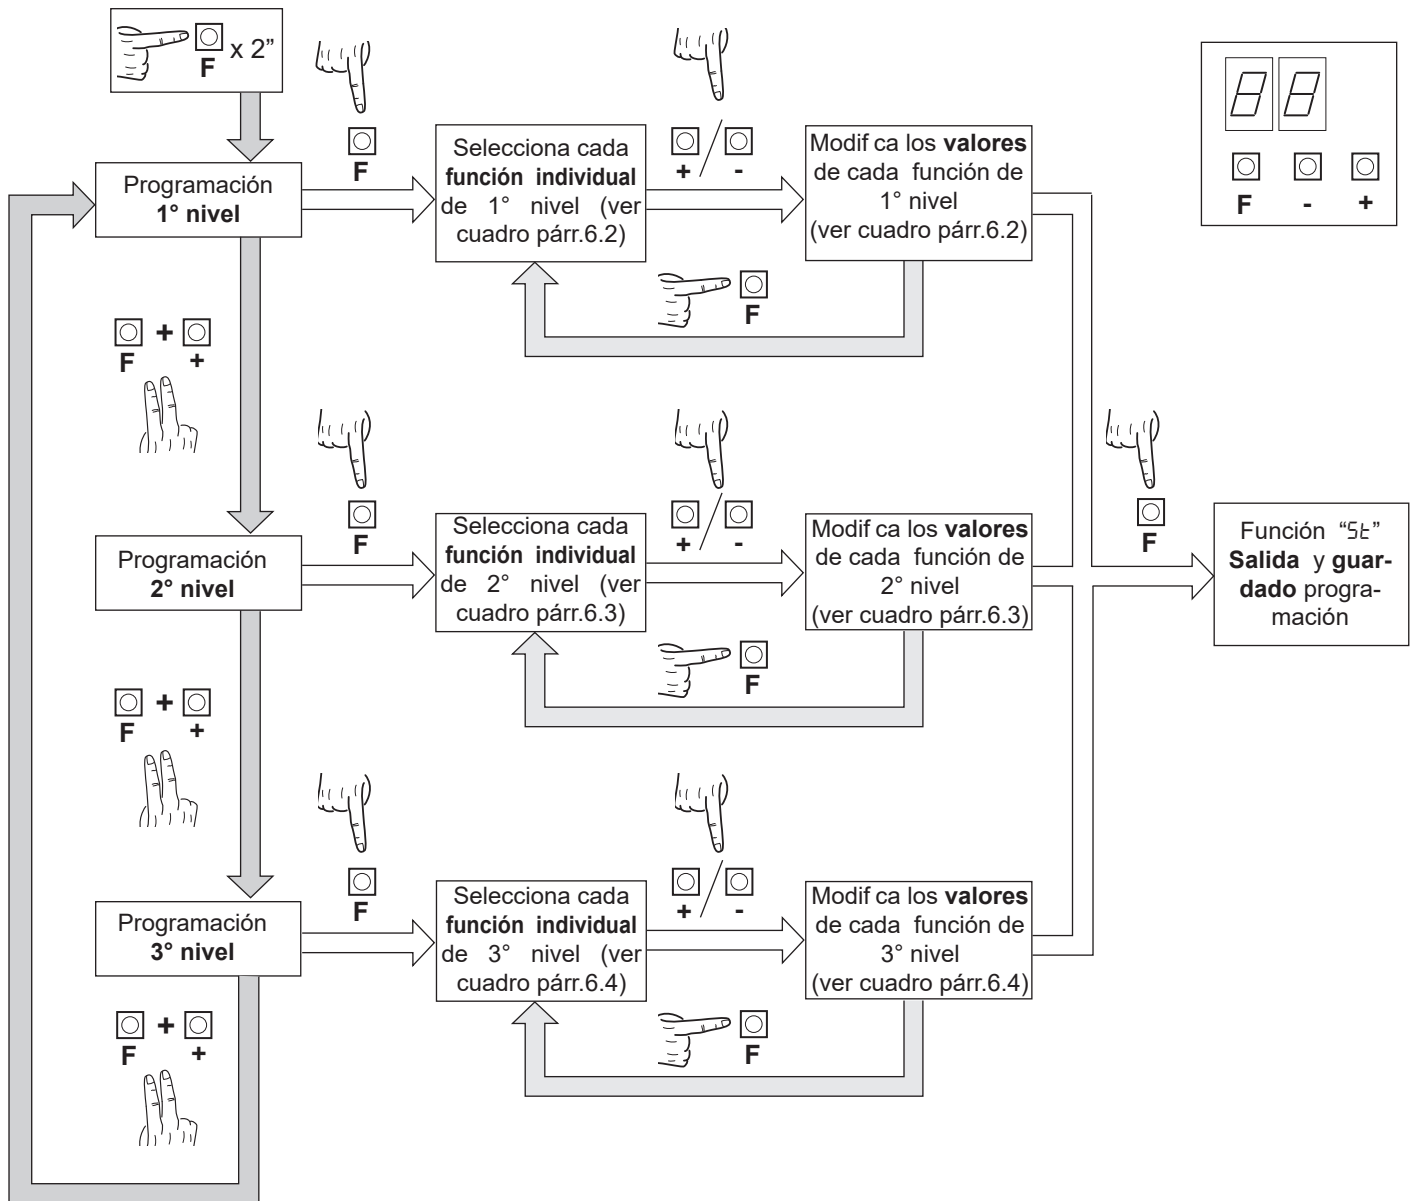 F x 2”
F
Programación
1° nivel
Selecciona cada
función individual
de 1° nivel (ver
cuadro párr.6.2)
+ / -
Modif ca los valores
de cada función de
1° nivel
(ver cuadro párr.6.2)
F
F - +
F + +
F
Programación
2° nivel
Selecciona cada
función individual
de 2° nivel (ver
cuadro párr.6.3)
+ / -
Modif ca los valores
de cada función de
2° nivel
(ver cuadro párr.6.3)
F
F
Función “St”
Salida y guar-
dado progra-
mación
F + +
F
Programación
3° nivel
Selecciona cada
función individual
de 3° nivel (ver
cuadro párr.6.4)
+ / -
Modif ca los valores
de cada función de
3° nivel
(ver cuadro párr.6.4)
F
F + +